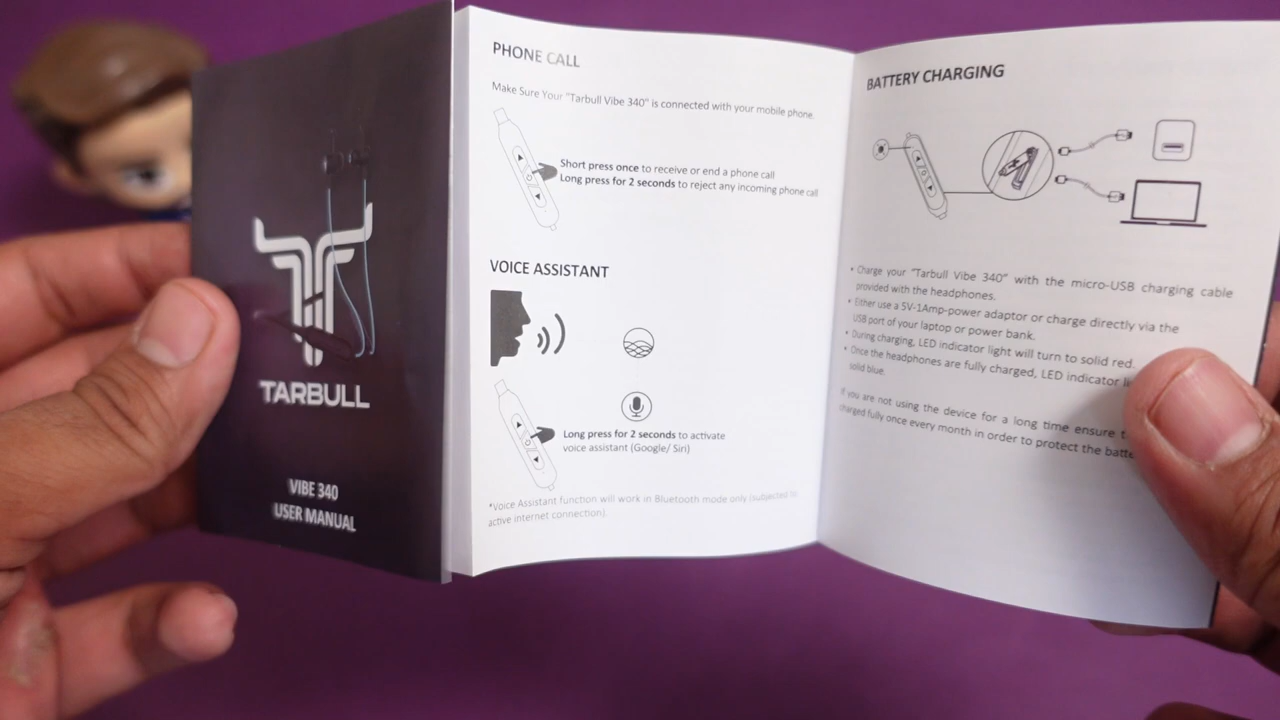 TARBULL
VIBE 340
USER MANUAL
PHONE CALL
Make Sure Your "Tarbull Vibe 340" is connected with your mobile phone.
Short press once to receive or end a phone call
Long press for 2 seconds to reject any incoming phone call
VOICE ASSISTANT
Long press for 2 seconds to activate
voice assistant (Google/ Siri)
*Voice Assistant function will work in Bluetooth mode only (subjected to
active internet connection).
BATTERY CHARGING
• Charge your "Tarbull Vibe 340" with the micro-USB charging cable
provided with the headphones.
• Either use a 5V-1Amp-power adaptor or charge directly via the
USB port of your laptop or power bank.
• During charging, LED indicator light will turn to solid red.
• Once the headphones are fully charged, LED indicator
solid blue.
If you are not using the device for a long time ensure
charged fully once every month in order to protect the